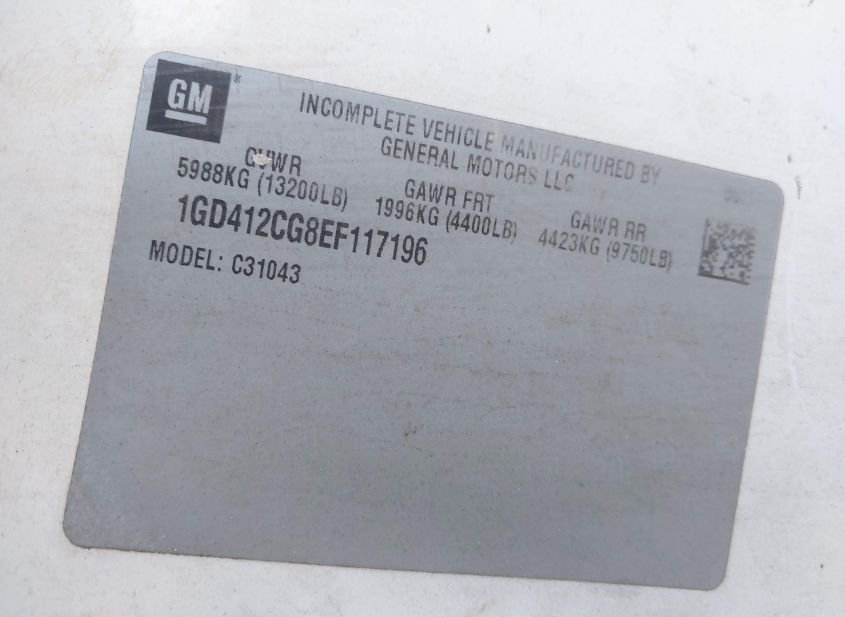 GM
INCOMPLETE VEHICLE MANUFACTURED BY
GENERAL MOTORS LLC
GVWR
5988KG (13200LB)
GAWR FRT
1996KG (4400LB)
GAWR RR
4423KG (9750LB)
1GD412CG8EF117196
MODEL: C31043